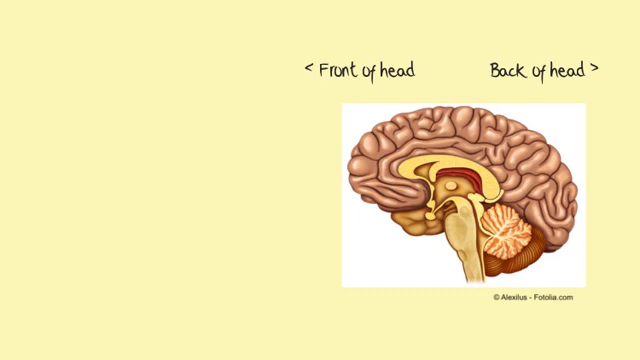 < Front of head
Back of head >
© Alexilus - Fotolia.com